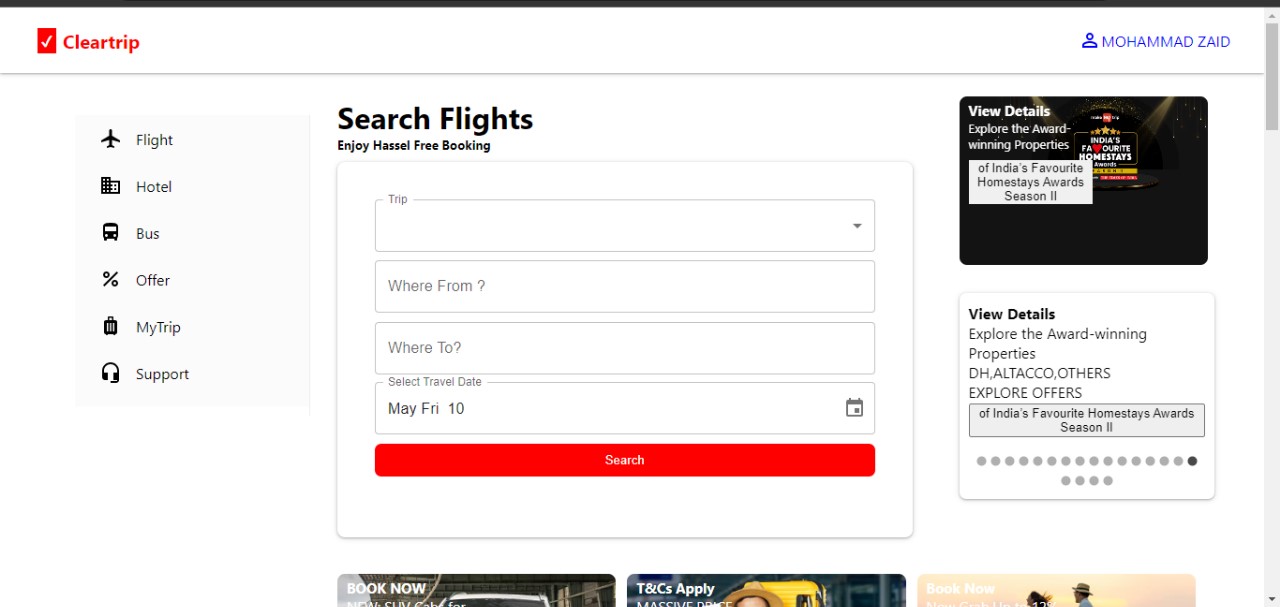 Cleartrip
MOHAMMAD ZAID
Flight
Hotel
Bus
Offer
MyTrip
Support
Search Flights
Enjoy Hassel Free Booking
Trip
Where From ?
Where To?
Select Travel Date
May Fri 10
Search
View Details
Explore the Award-
winning Properties
of India's Favourite
Homestays Awards
Season II
make my trip
INDIA'S
FAVOURITE
HOMESTAYS
Awards
View Details
Explore the Award-winning
Properties
DH,ALTACCO,OTHERS
EXPLORE OFFERS
of India's Favourite Homestays Awards
Season II
BOOK NOW
NEW: SUV Cabs for
T&Cs Apply
MASSIVE PRICE
Book Now
Now Grab Up to 12%